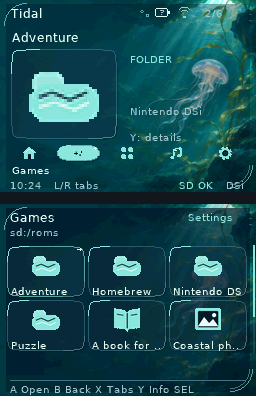 Tidal
2/6
Adventure
FOLDER
Nintendo DSi
Y: details
Games
10:24 L/R tabs SD OK DSi
Games Settings
sd:/roms
Adventure Homebrew Nintendo DS
Puzzle A book for .. Coastal ph..
A Open B Back X Tabs Y Info SEL